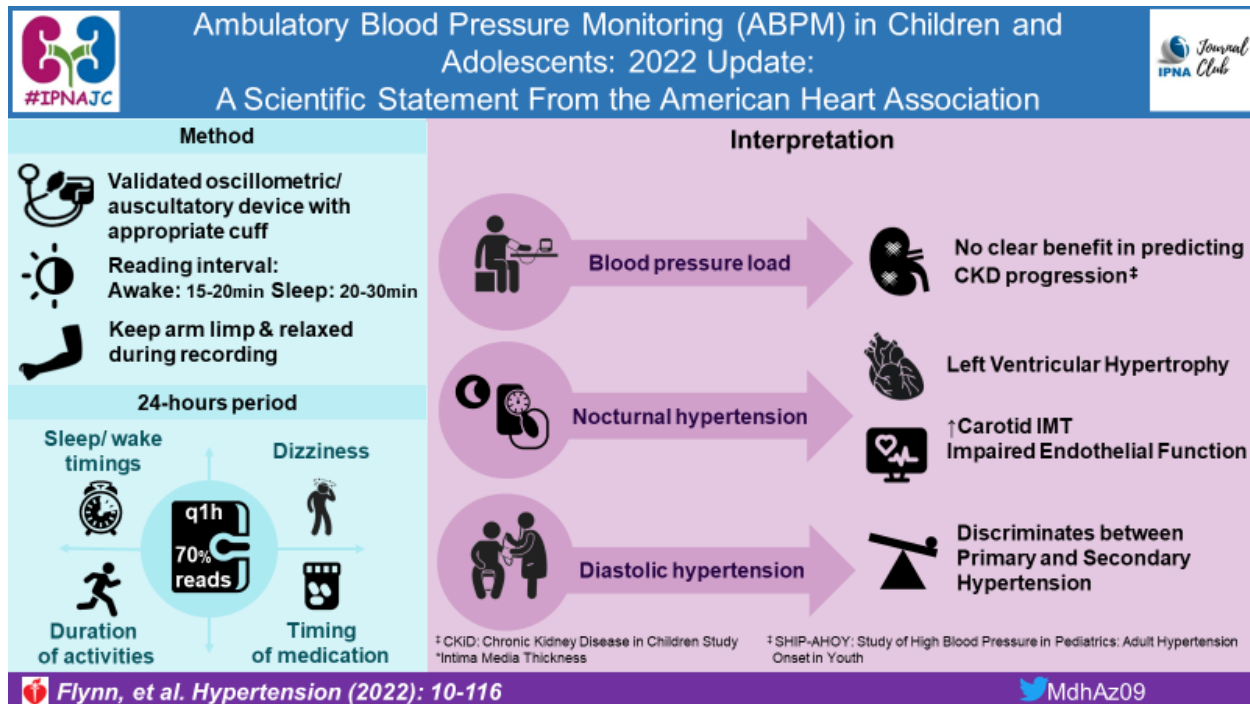 Ambulatory Blood Pressure Monitoring (ABPM) in Children and
Adolescents: 2022 Update:
A Scientific Statement From the American Heart Association
#IPNAJC
IPNA
Journal
Club
Method
Validated oscillometric/
auscultatory device with
appropriate cuff
Reading interval:
Awake: 15-20min Sleep: 20-30min
Keep arm limp & relaxed
during recording
24-hours period
Sleep/ wake
timings
Dizziness
q1h
70%
reads
Duration
of activities
Timing
of medication
Interpretation
Blood pressure load
No clear benefit in predicting
CKD progression‡
Nocturnal hypertension
Left Ventricular Hypertrophy
↑Carotid IMT
Impaired Endothelial Function
Diastolic hypertension
Discriminates between
Primary and Secondary
Hypertension
‡ CKiD: Chronic Kidney Disease in Children Study
*Intima Media Thickness
‡ SHIP-AHOY: Study of High Blood Pressure in Pediatrics: Adult Hypertension
Onset in Youth
Flynn, et al. Hypertension (2022): 10-116
MdhAz09